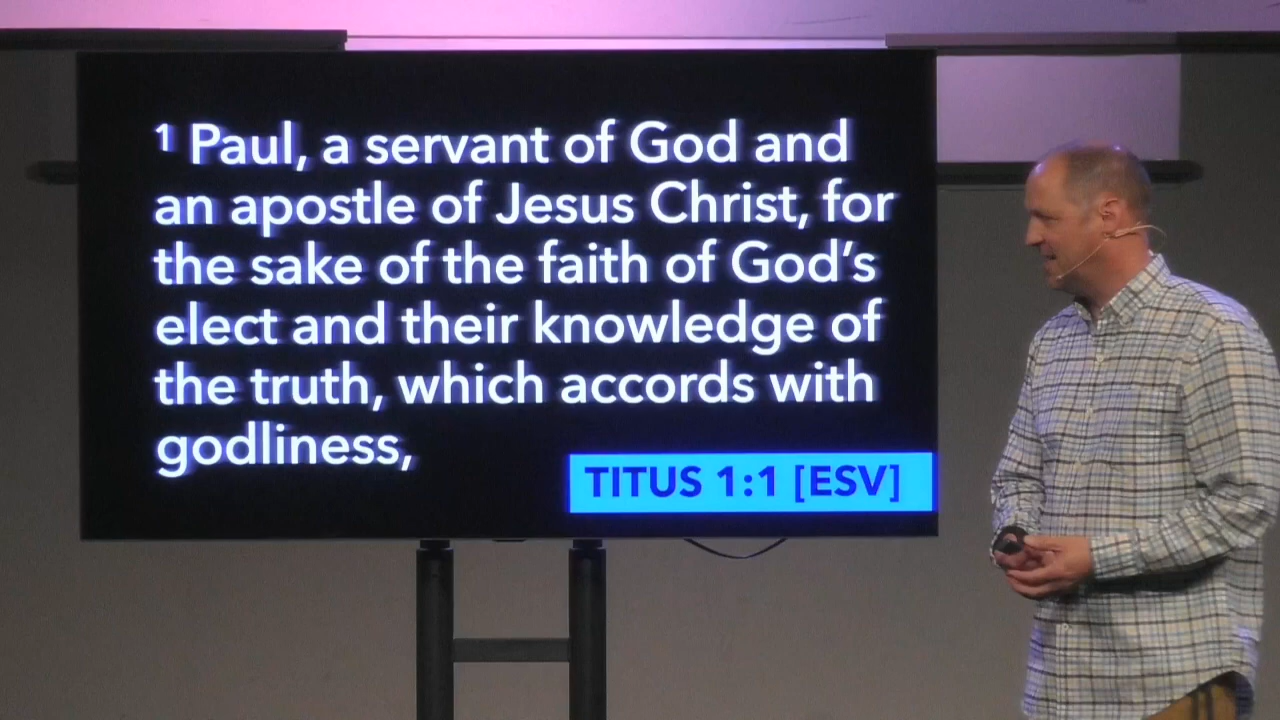 ¹ Paul, a servant of God and
an apostle of Jesus Christ, for
the sake of the faith of God’s
elect and their knowledge of
the truth, which accords with
godliness,
TITUS 1:1 [ESV]